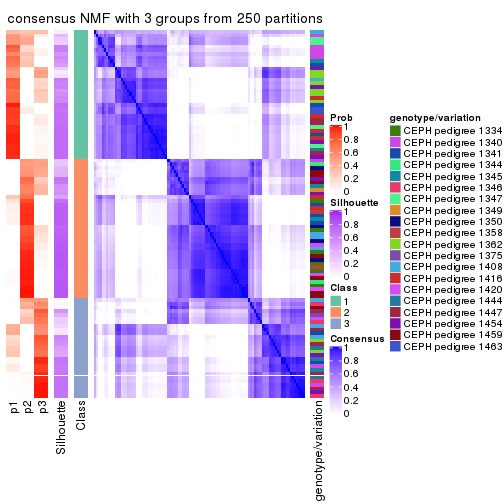 consensus NMF with 3 groups from 250 partitions
p1
p2
p3
Silhouette
Class
genotype/variation
Prob
1
0.8
0.6
0.4
0.2
0
Silhouette
1
0.8
0.6
0.4
0.2
0
Class
1
2
3
Consensus
1
0.8
0.6
0.4
0.2
0
genotype/variation
CEPH pedigree 1334
CEPH pedigree 1340
CEPH pedigree 1341
CEPH pedigree 1344
CEPH pedigree 1345
CEPH pedigree 1346
CEPH pedigree 1347
CEPH pedigree 1349
CEPH pedigree 1350
CEPH pedigree 1358
CEPH pedigree 1362
CEPH pedigree 1375
CEPH pedigree 1408
CEPH pedigree 1416
CEPH pedigree 1420
CEPH pedigree 1444
CEPH pedigree 1447
CEPH pedigree 1454
CEPH pedigree 1459
CEPH pedigree 1463